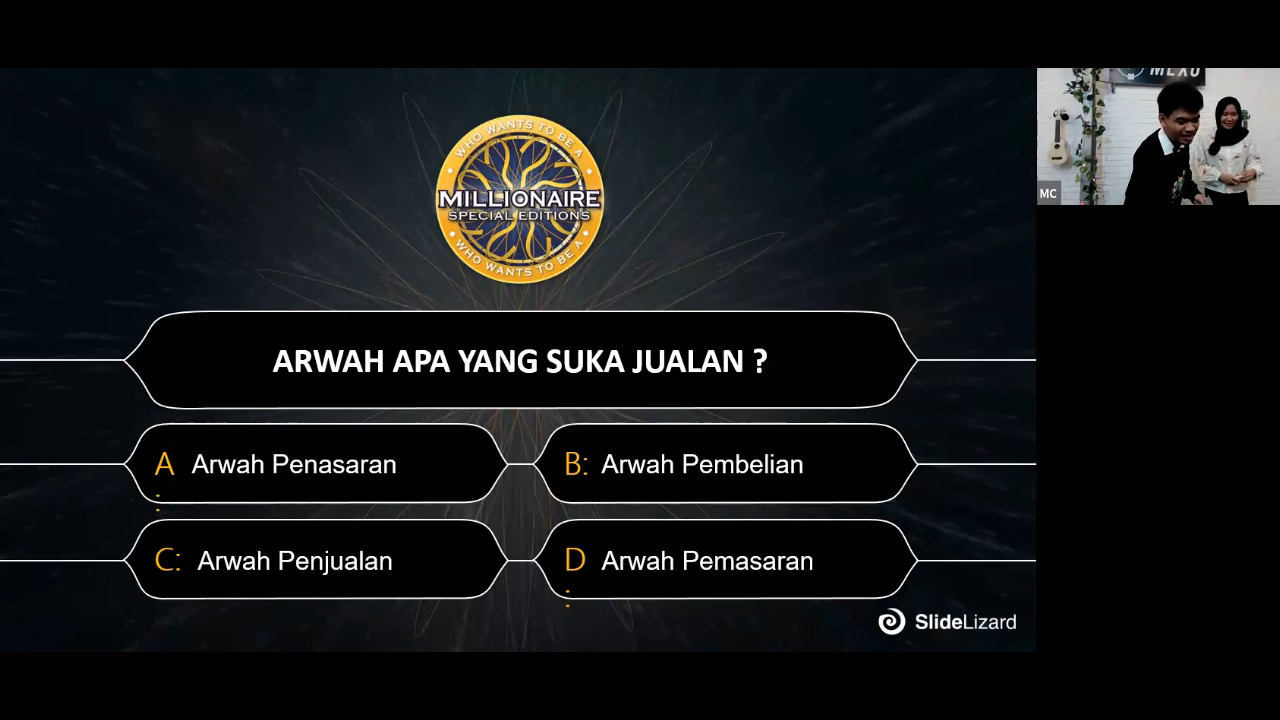 WHO WANTS TO BE A
MILLIONAIRE
SPECIAL EDITIONS
WHO WANTS TO BE A
ARWAH APA YANG SUKA JUALAN ?
A: Arwah Penasaran
B: Arwah Pembelian
C: Arwah Penjualan
D: Arwah Pemasaran
SlideLizard
MC